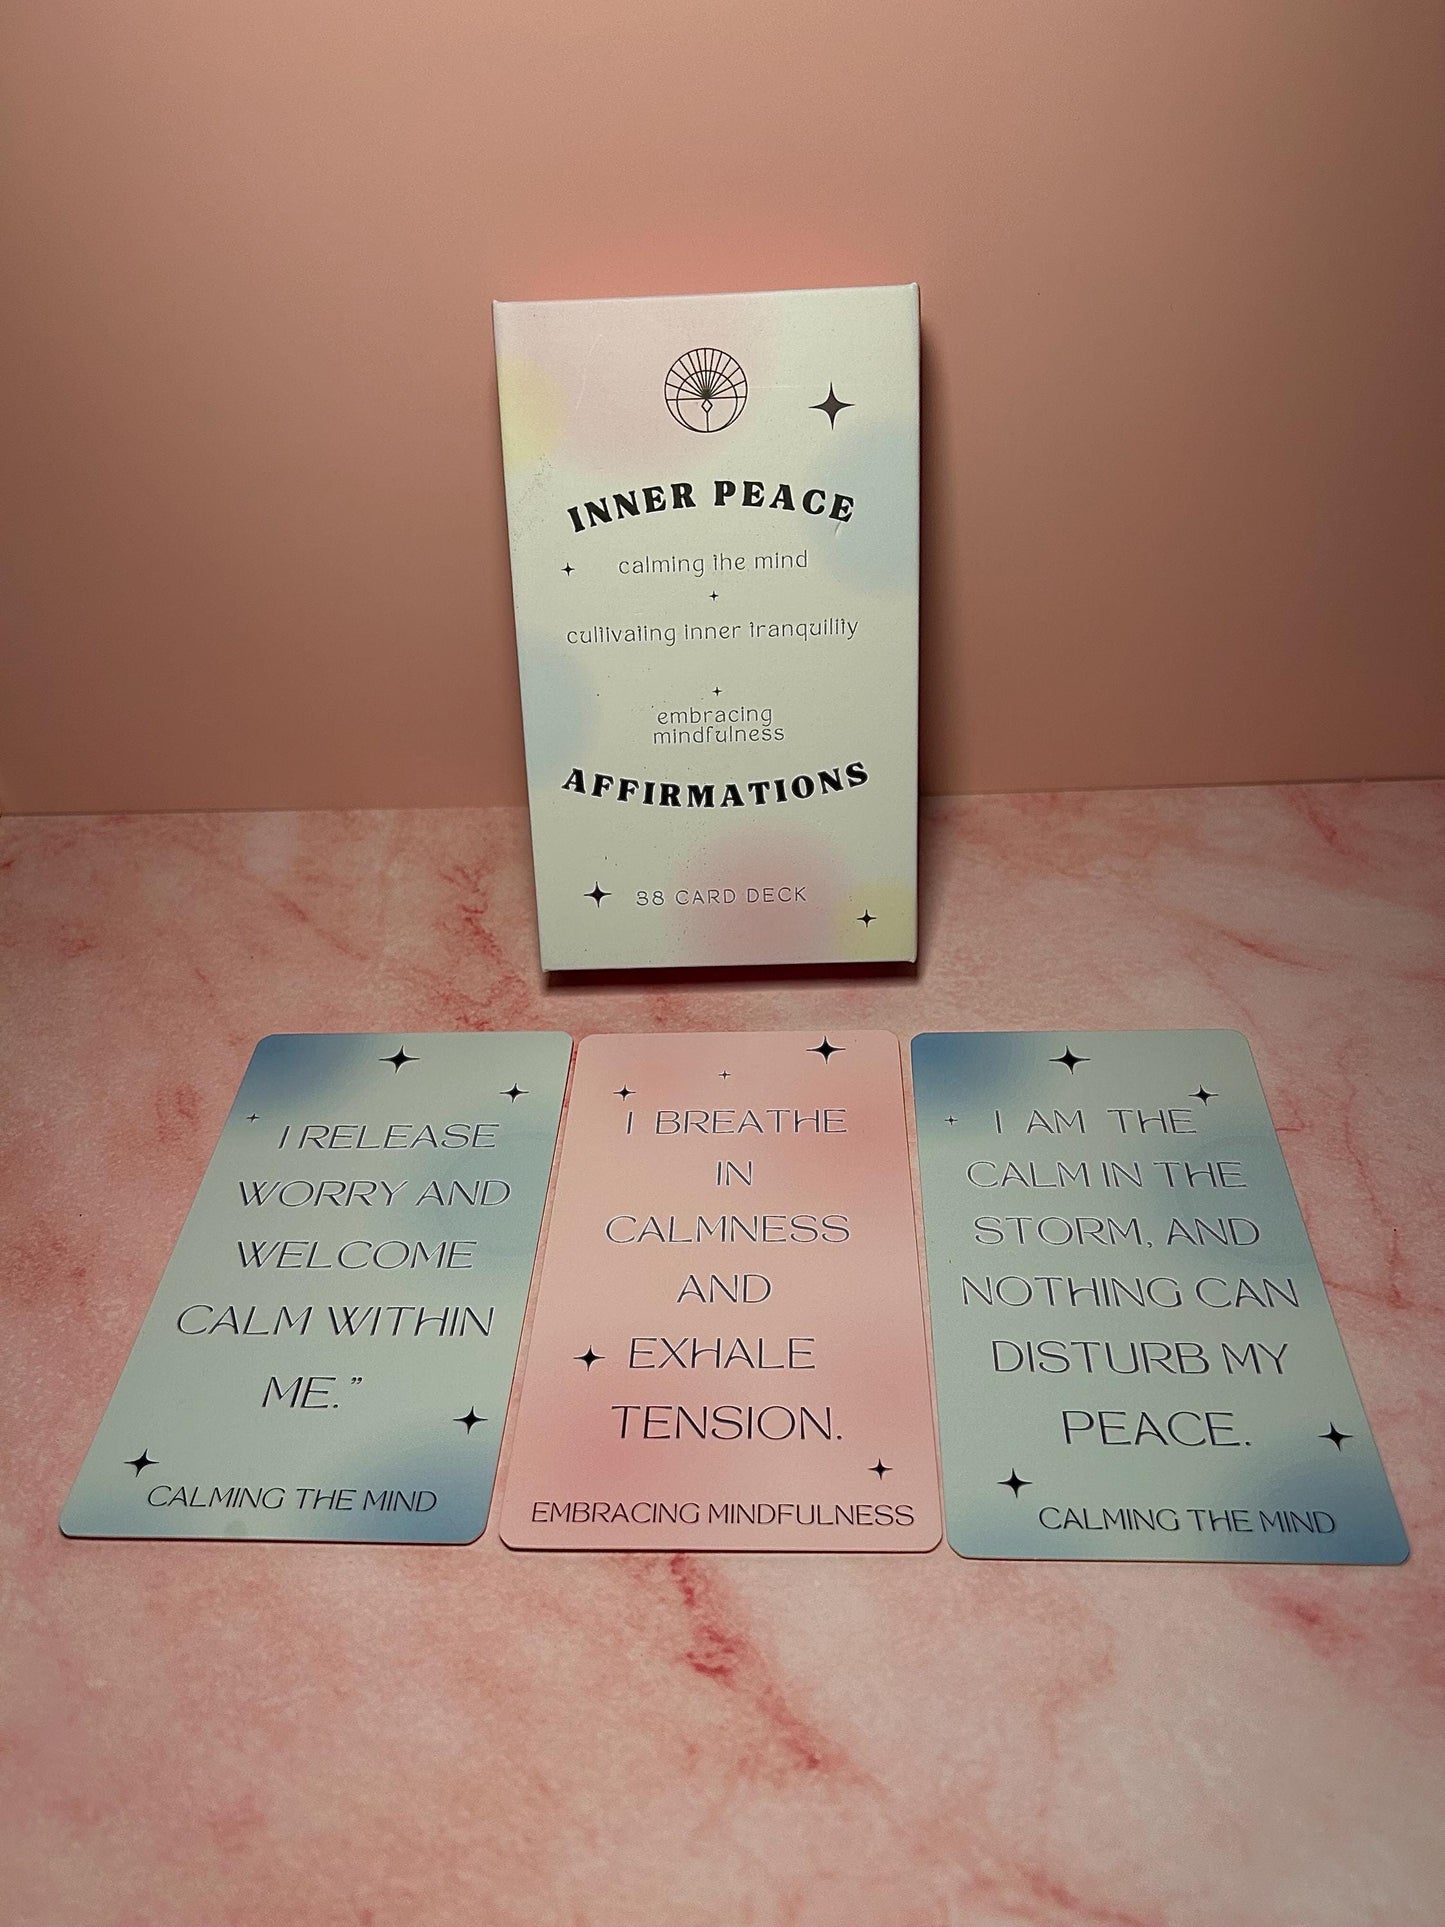 INNER PEACE
calming the mind
cultivating inner tranquility
embracing
mindfulness
AFFIRMATIONS
38 CARD DECK
I RELEASE
WORRY AND
WELCOME
CALM WITHIN
ME.”
CALMING THE MIND
I BREATHE
IN
CALMNESS
AND
EXHALE
TENSION.
EMBRACING MINDFULNESS
I AM THE
CALM IN THE
STORM, AND
NOTHING CAN
DISTURB MY
PEACE.
CALMING THE MIND